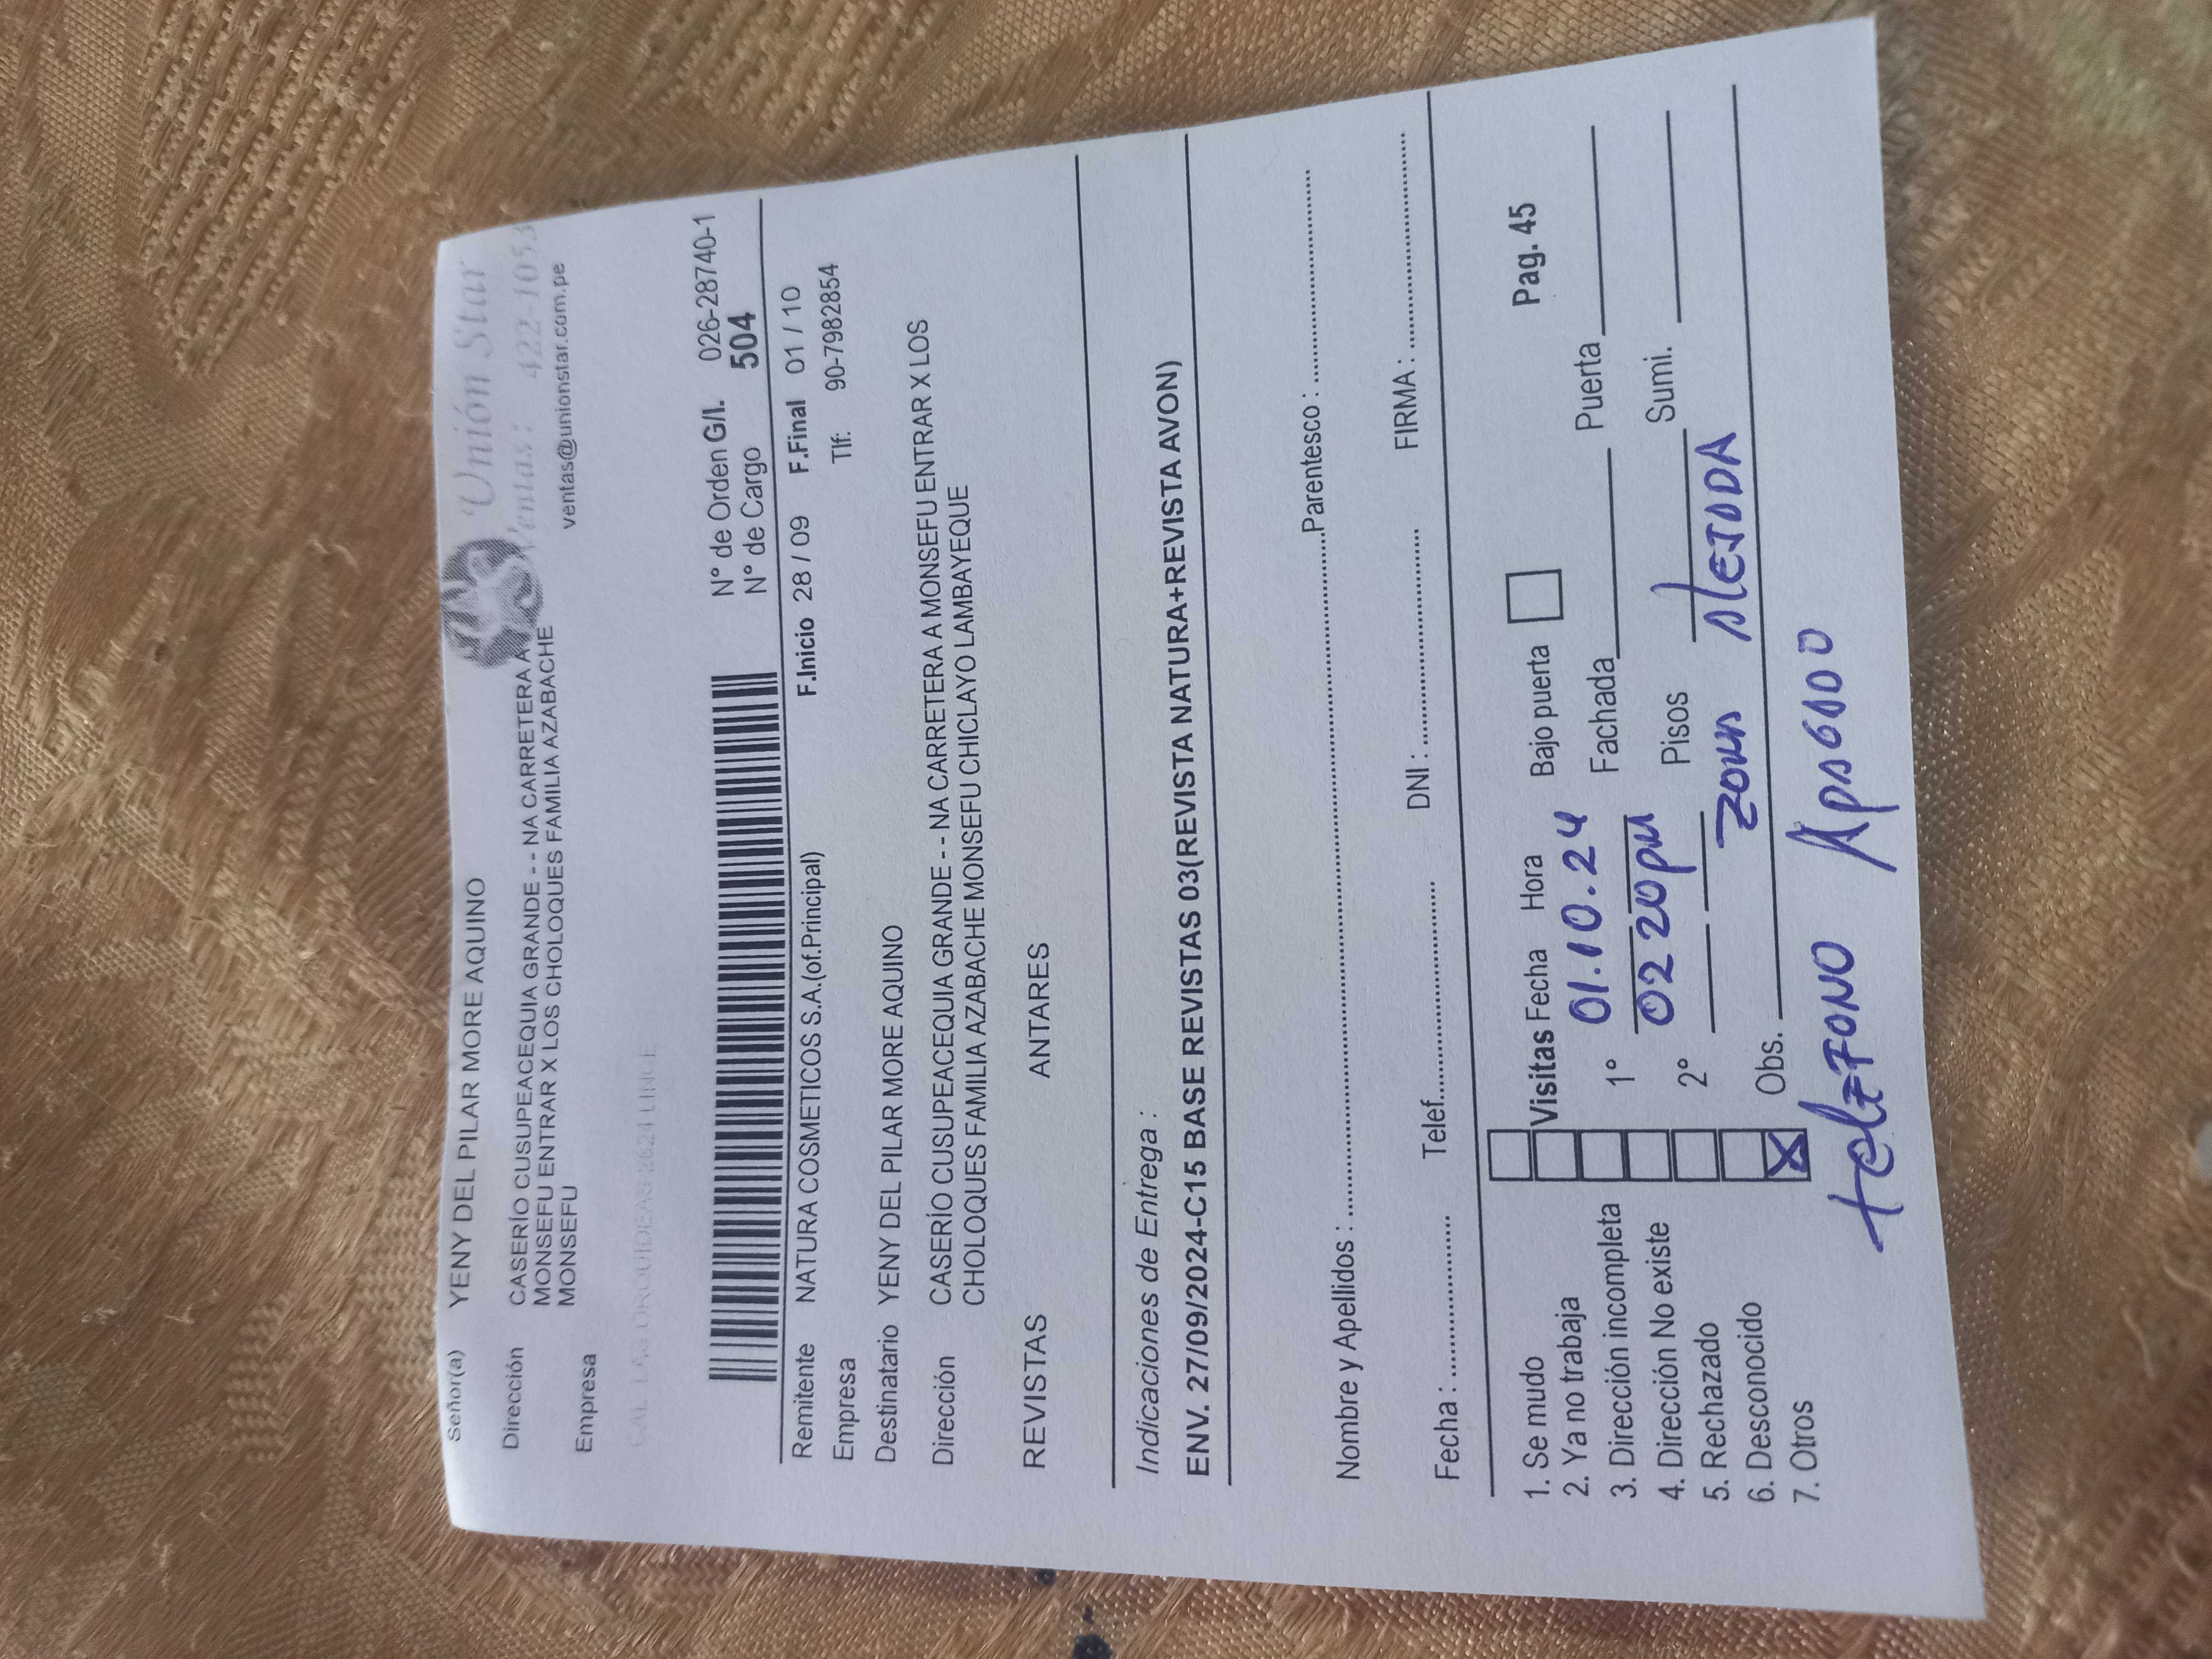 Señor(a) YENY DEL PILAR MORE AQUINO
Unión Star
Ventas: 422-1053
ventas@unionstar.com.pe
Dirección CASERÍO CUSUPEACEQUIA GRANDE - - NA CARRETERA A
MONSEFU ENTRAR X LOS CHOLOQUES FAMILIA AZABACHE
MONSEFU
Empresa
N° de Orden G/I. 026-28740-1
N° de Cargo 504
Remitente NATURA COSMETICOS S.A.(of.Principal) F.Inicio 28 / 09 F.Final 01 / 10
Empresa Tlf: 90-7982854
Destinatario YENY DEL PILAR MORE AQUINO
Dirección CASERÍO CUSUPEACEQUIA GRANDE - - NA CARRETERA A MONSEFU ENTRAR X LOS
CHOLOQUES FAMILIA AZABACHE MONSEFU CHICLAYO LAMBAYEQUE
REVISTAS ANTARES
Indicaciones de Entrega :
ENV. 27/09/2024-C15 BASE REVISTAS 03(REVISTA NATURA+REVISTA AVON)
Nombre y Apellidos : Parentesco :
Fecha : Telef. DNI : FIRMA :
1. Se mudo Visitas Fecha Hora Bajo puerta Pag. 45
2. Ya no trabaja 01.10.24 Fachada Puerta
3. Dirección incompleta 1°
4. Dirección No existe 02 20pm Pisos Sumi.
5. Rechazado 2°
6. Desconocido Obs. zona alejada
7. Otros
teleFONO Apagado